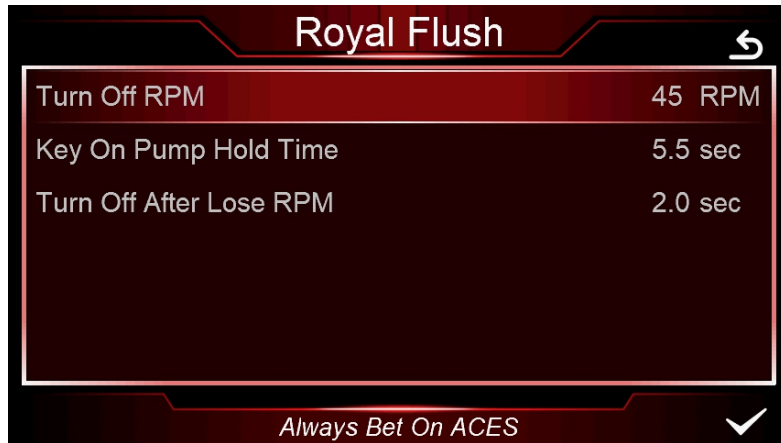 Royal Flush
Turn Off RPM 45 RPM
Key On Pump Hold Time 5.5 sec
Turn Off After Lose RPM 2.0 sec
Always Bet On ACES